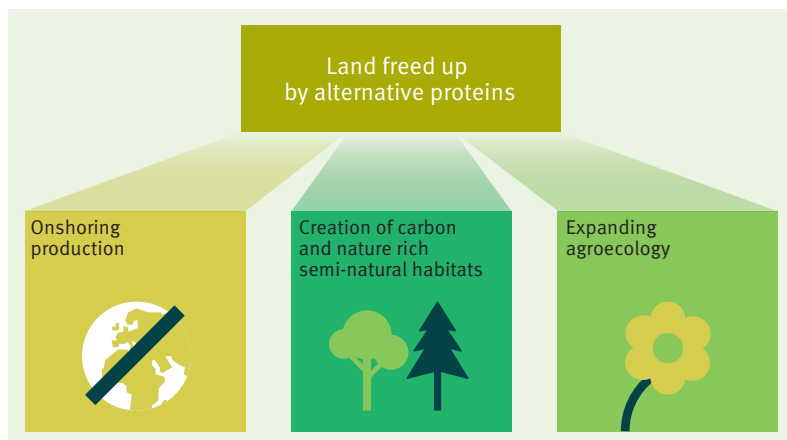 Land freed up
by alternative proteins
Onshoring
production
Creation of carbon
and nature rich
semi-natural habitats
Expanding
agroecology